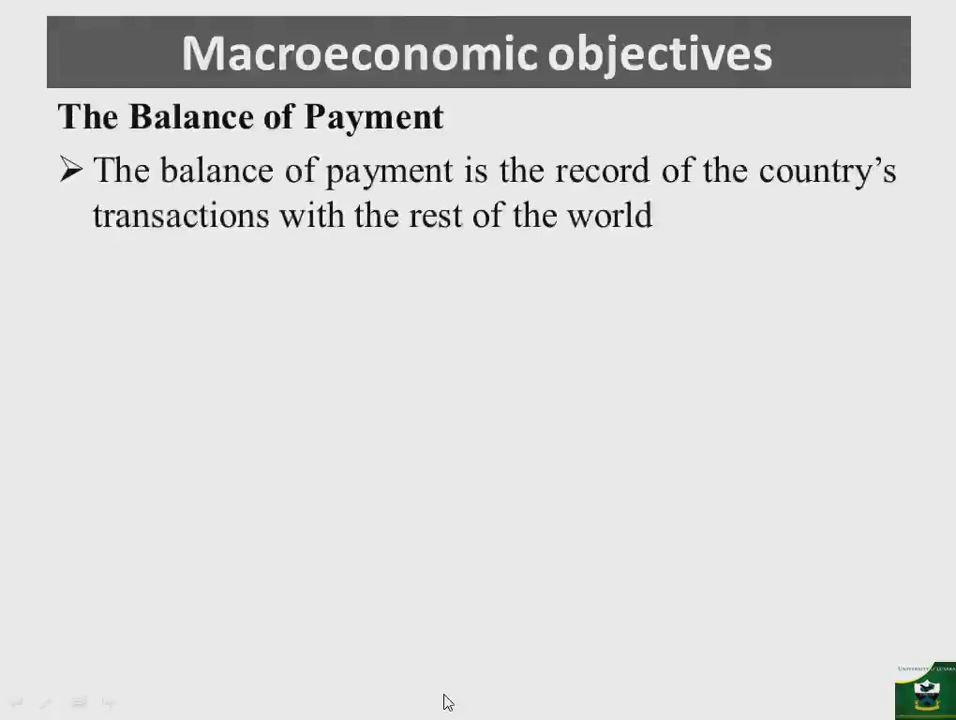 Macroeconomic objectives
The Balance of Payment
➢ The balance of payment is the record of the country’s
transactions with the rest of the world